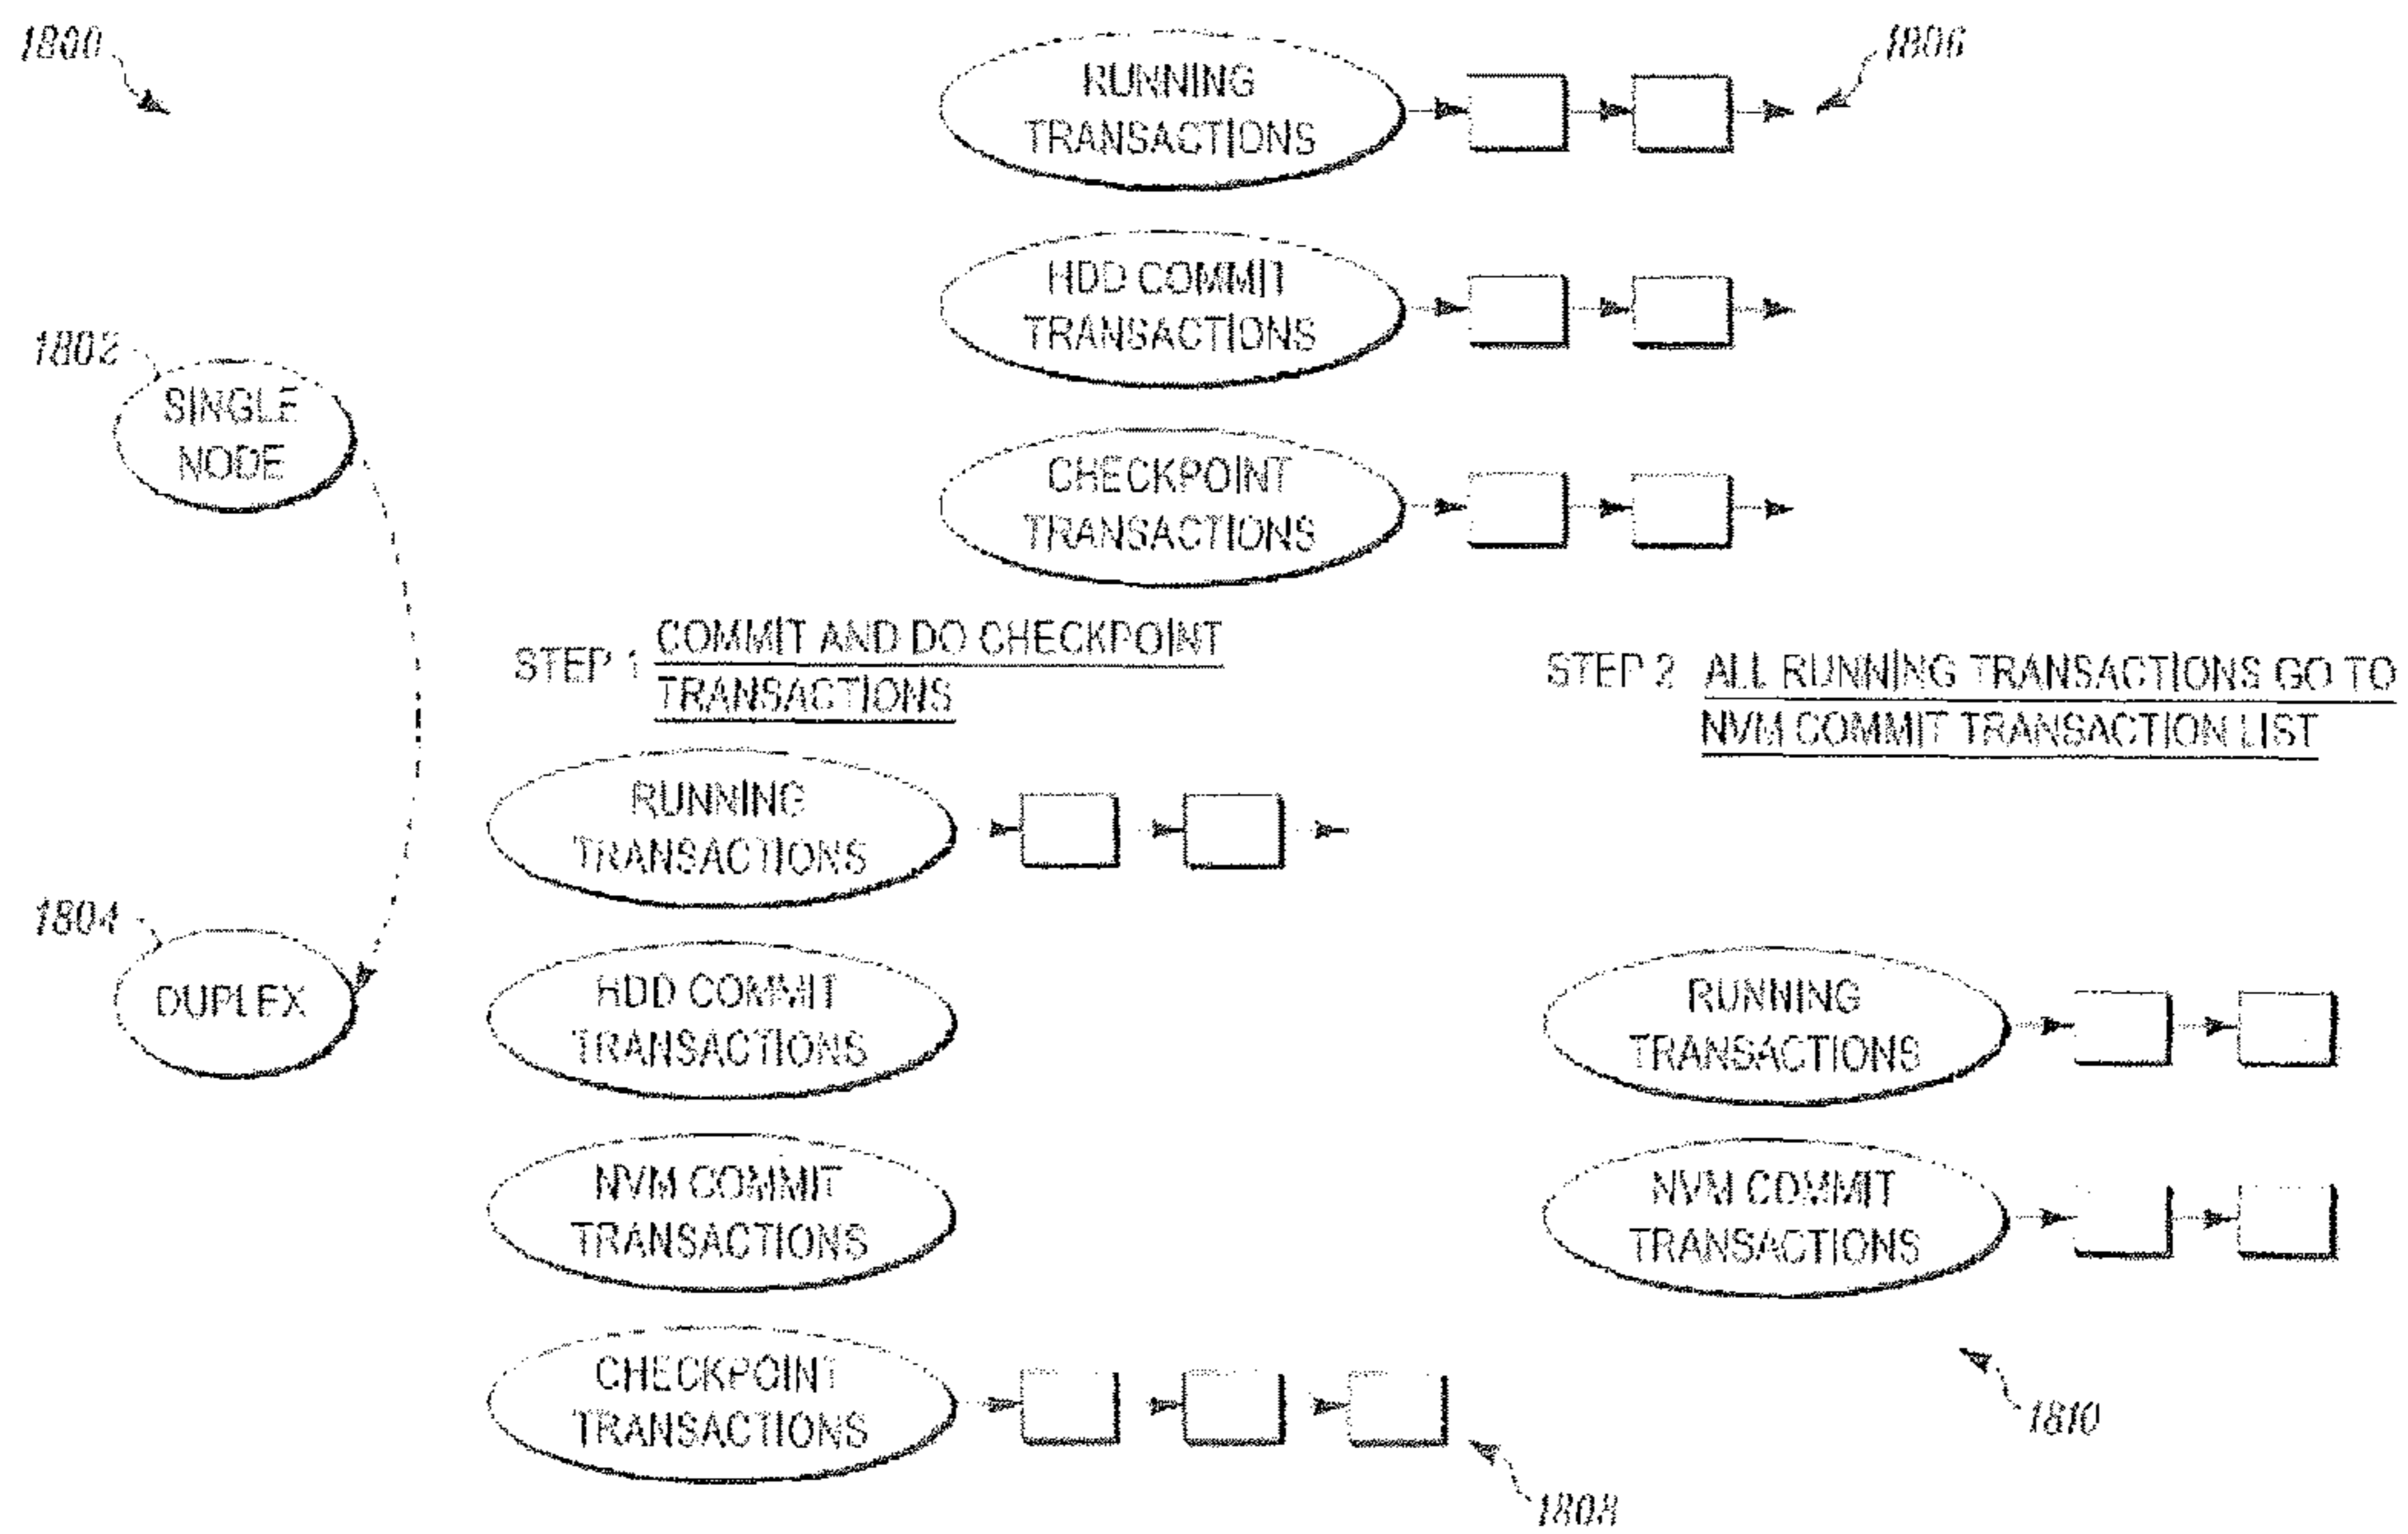 1800
1806
RUNNING
TRANSACTIONS
HDD COMMIT
TRANSACTIONS
1802
SINGLE
NODE
CHECKPOINT
TRANSACTIONS
STEP 1 COMMIT AND DO CHECKPOINT
TRANSACTIONS
STEP 2 ALL RUNNING TRANSACTIONS GO TO
NVM COMMIT TRANSACTION LIST
RUNNING
TRANSACTIONS
1804
DUPLEX
HDD COMMIT
TRANSACTIONS
RUNNING
TRANSACTIONS
NVM COMMIT
TRANSACTIONS
NVM COMMIT
TRANSACTIONS
CHECKPOINT
TRANSACTIONS
1810
1808